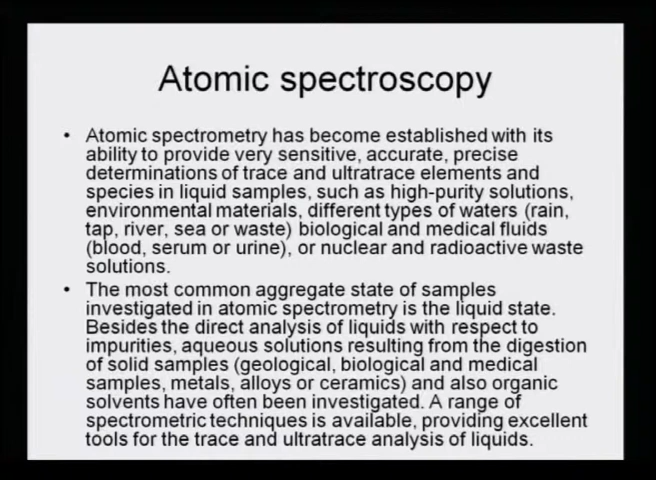 Atomic spectroscopy
• Atomic spectrometry has become established with its
ability to provide very sensitive, accurate, precise
determinations of trace and ultratrace elements and
species in liquid samples, such as high-purity solutions,
environmental materials, different types of waters (rain,
tap, river, sea or waste) biological and medical fluids
(blood, serum or urine), or nuclear and radioactive waste
solutions.
• The most common aggregate state of samples
investigated in atomic spectrometry is the liquid state.
Besides the direct analysis of liquids with respect to
impurities, aqueous solutions resulting from the digestion
of solid samples (geological, biological and medical
samples, metals, alloys or ceramics) and also organic
solvents have often been investigated. A range of
spectrometric techniques is available, providing excellent
tools for the trace and ultratrace analysis of liquids.